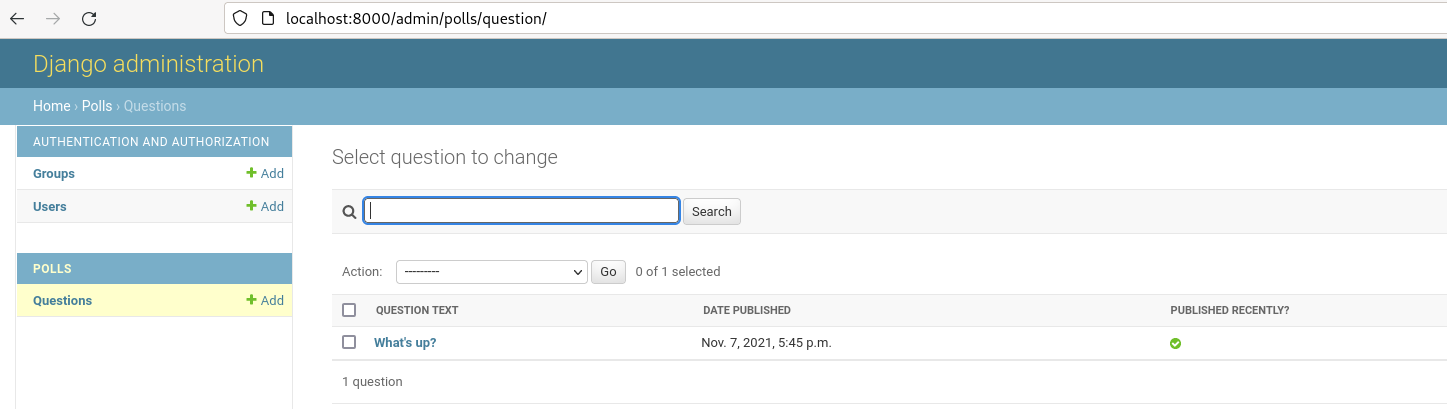 localhost:8000/admin/polls/question/
Django administration
Home › Polls › Questions
AUTHENTICATION AND AUTHORIZATION
Groups + Add
Users + Add
POLLS
Questions + Add
Select question to change
Search
Action: --------- Go 0 of 1 selected
QUESTION TEXT DATE PUBLISHED PUBLISHED RECENTLY?
What's up? Nov. 7, 2021, 5:45 p.m.
1 question